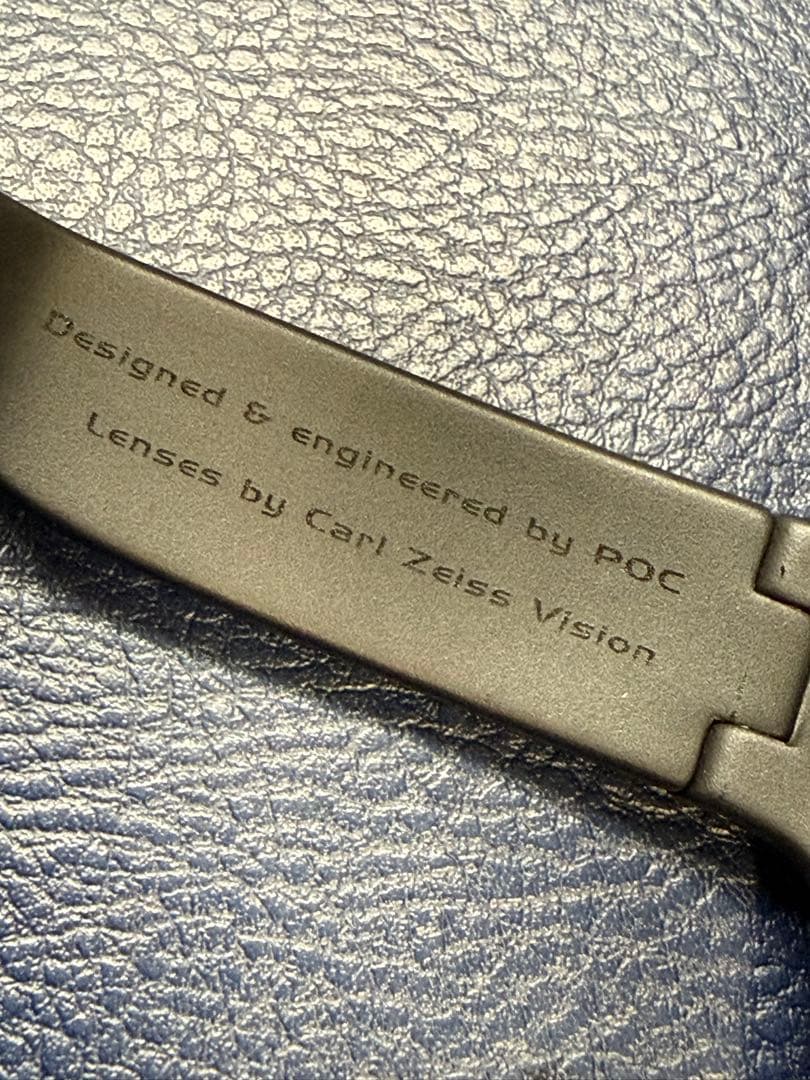 Designed & engineered by POC
Lenses by Carl Zeiss Vision